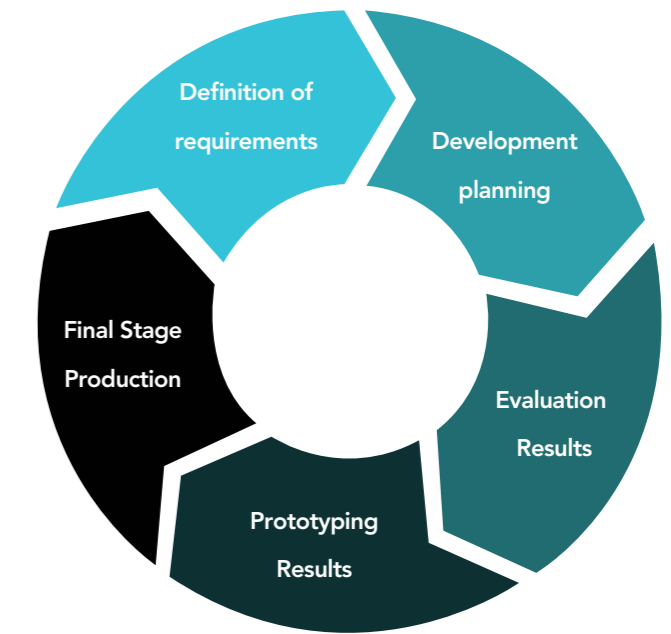 Definition of
requirements
Development
planning
Evaluation
Results
Prototyping
Results
Final Stage
Production